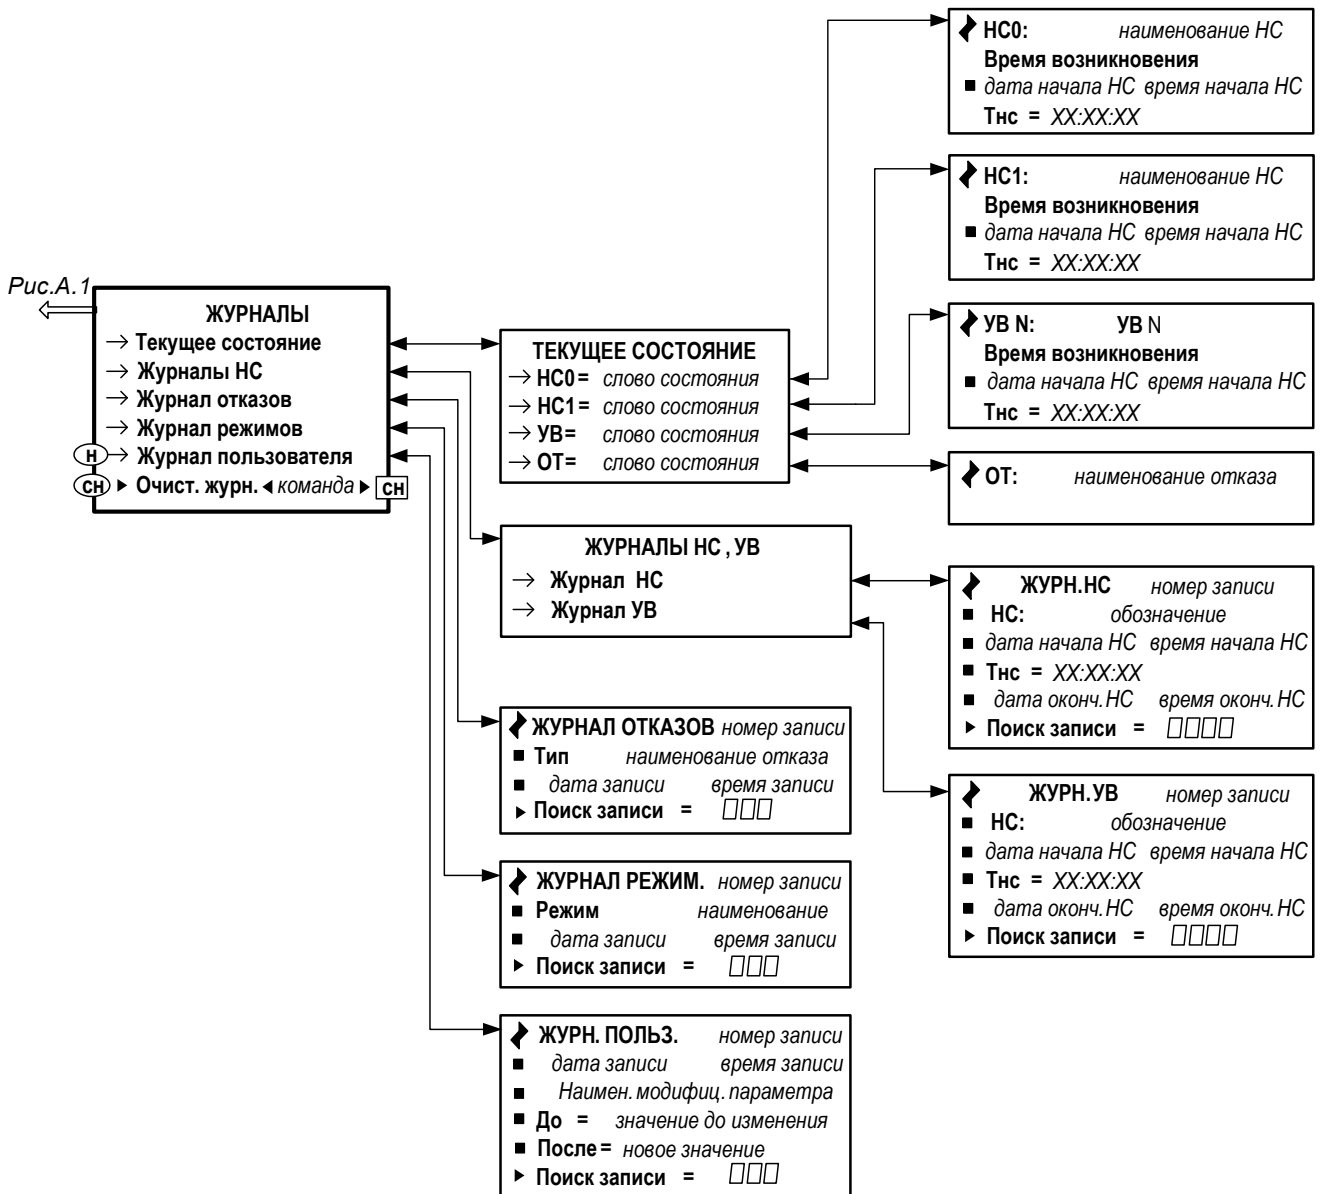 НС0: наименование НС
Время возникновения
дата начала НС время начала НС
Тнс = XX:XX:XX
НС1: наименование НС
Время возникновения
дата начала НС время начала НС
Тнс = XX:XX:XX
Рис.А.1
ЖУРНАЛЫ
Текущее состояние
Журналы НС
Журнал отказов
Журнал режимов
Н Журнал пользователя
СН Очист. журн. команда СН
ТЕКУЩЕЕ СОСТОЯНИЕ
НС0= слово состояния
НС1= слово состояния
УВ= слово состояния
ОТ= слово состояния
УВ N: УВ N
Время возникновения
дата начала НС время начала НС
Тнс = XX:XX:XX
ОТ: наименование отказа
ЖУРНАЛЫ НС , УВ
Журнал НС
Журнал УВ
ЖУРН.НС номер записи
НС: обозначение
дата начала НС время начала НС
Тнс = XX:XX:XX
дата оконч.НС время оконч.НС
Поиск записи =
ЖУРНАЛ ОТКАЗОВ номер записи
Тип наименование отказа
дата записи время записи
Поиск записи =
ЖУРН.УВ номер записи
НС: обозначение
дата начала НС время начала НС
Тнс = XX:XX:XX
дата оконч.НС время оконч.НС
Поиск записи =
ЖУРНАЛ РЕЖИМ. номер записи
Режим наименование
дата записи время записи
Поиск записи =
ЖУРН. ПОЛЬЗ. номер записи
дата записи время записи
Наимен.модифиц.параметра
До = значение до изменения
После= новое значение
Поиск записи =